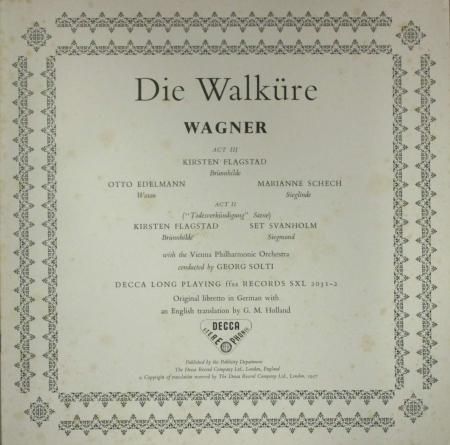 Die Walküre
WAGNER
ACT III
KIRSTEN FLAGSTAD
Brünnhilde
OTTO EDELMANN MARIANNE SCHECH
Wotan Sieglinde
ACT II
("Todesverkündigung" Scene)
KIRSTEN FLAGSTAD SET SVANHOLM
Brünnhilde Siegmund
with the Vienna Philharmonic Orchestra
conducted by GEORG SOLTI
DECCA LONG PLAYING ffss RECORDS SXL 2031-2
Original libretto in German with
an English translation by G. M. Holland
DECCA
STEREOPHONIC
Published by the Publicity Department
The Decca Record Company Ltd., London, England
© Copyright of translation reserved by The Decca Record Company Ltd., London, 1957